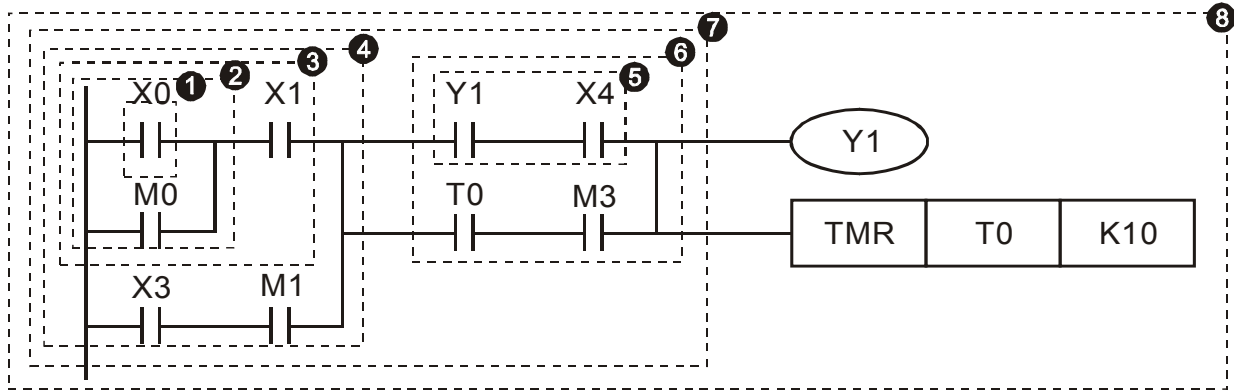 8
7
4 6
3
1 2 5
X0 X1 Y1 X4
Y1
M0 T0 M3
TMR T0 K10
X3 M1